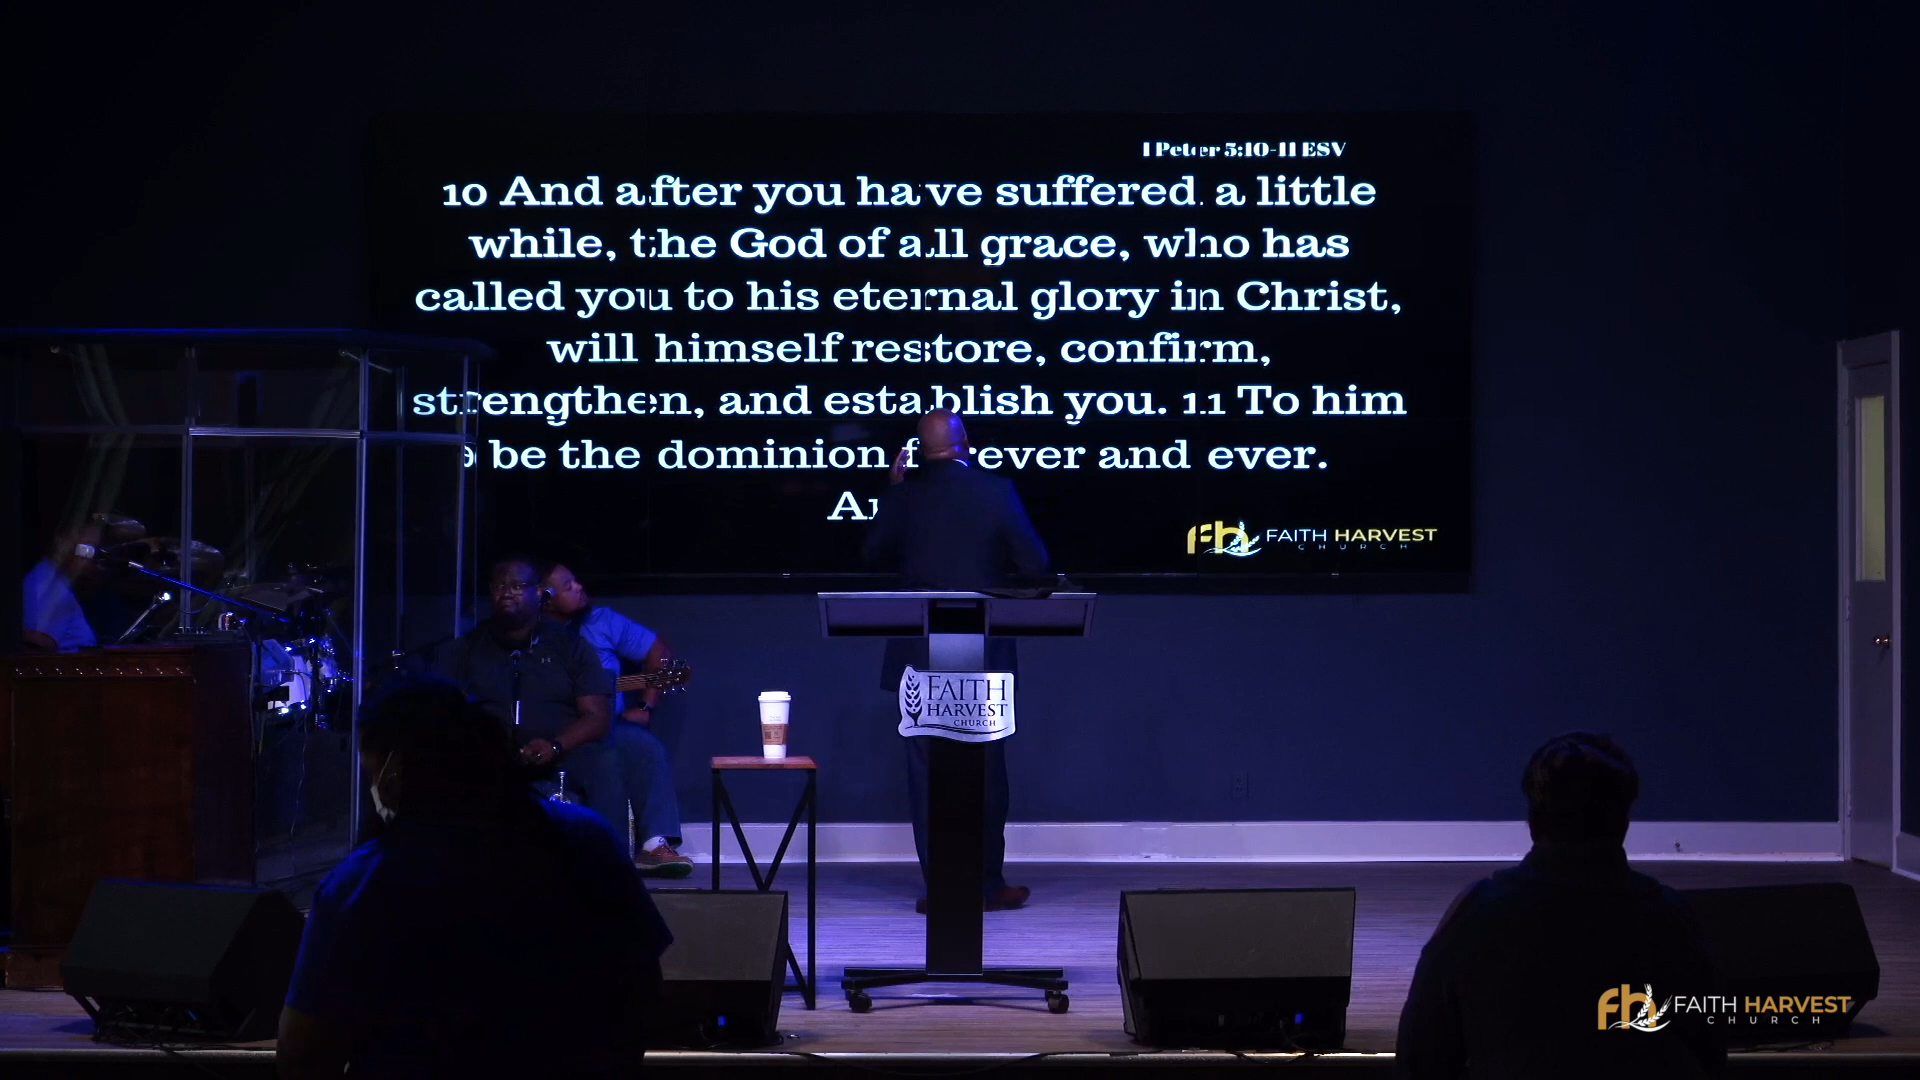 I Peter 5:10-11 ESV
10 And after you have suffered a little
while, the God of all grace, who has
called you to his eternal glory in Christ,
will himself restore, confirm,
strengthen, and establish you. 11 To him
be the dominion and ever.
fh FAITH HARVEST
CHURCH
FAITH
HARVEST
CHURCH
fh FAITH HARVEST
CHURCH